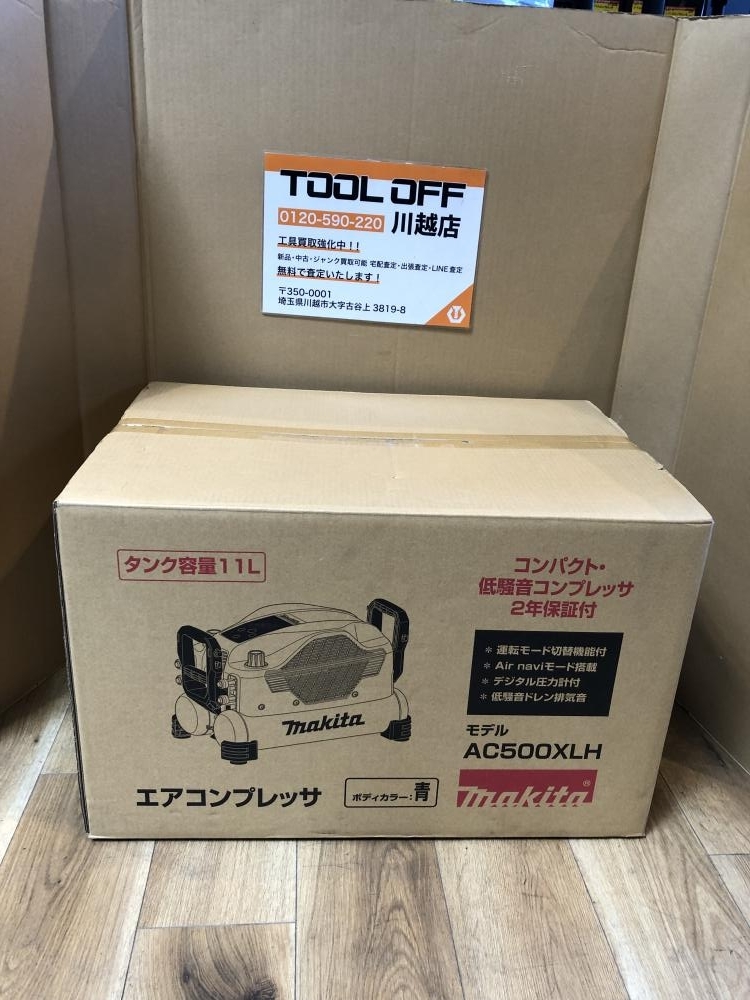 TOOL OFF
0120-590-220 川越店
工具買取強化中！！
新品・中古・ジャンク買取可能 宅配査定・出張査定・LINE査定
無料で査定いたします！
〒350-0001
埼玉県川越市大字古谷上 3819-8
タンク容量11L
コンパクト・
低騒音コンプレッサ
2年保証付
＊運転モード切替機能付
＊Air naviモード搭載
＊デジタル圧力計付
＊低騒音ドレン排気音
makita
モデル
AC500XLH
エアコンプレッサ
ボディカラー：青
makita®